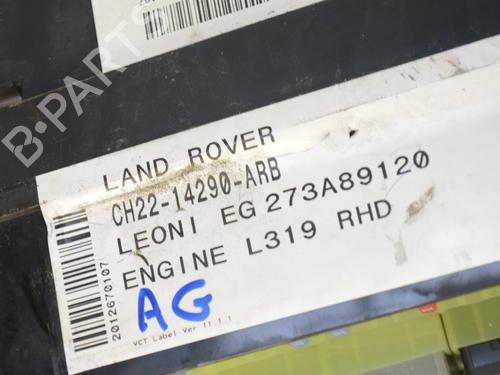 LAND ROVER
CH22-14290-ARB
LEONI EG 273A89120
ENGINE L319 RHD
2012670107
AG
VCT Label Ver 11.1.1
B-PARTS